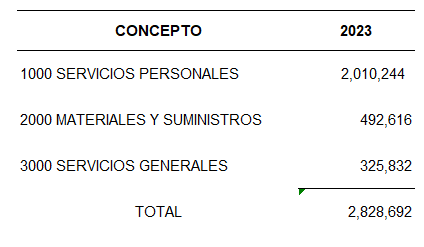 CONCEPTO 2023
1000 SERVICIOS PERSONALES 2,010,244
2000 MATERIALES Y SUMINISTROS 492,616
3000 SERVICIOS GENERALES 325,832
TOTAL 2,828,692